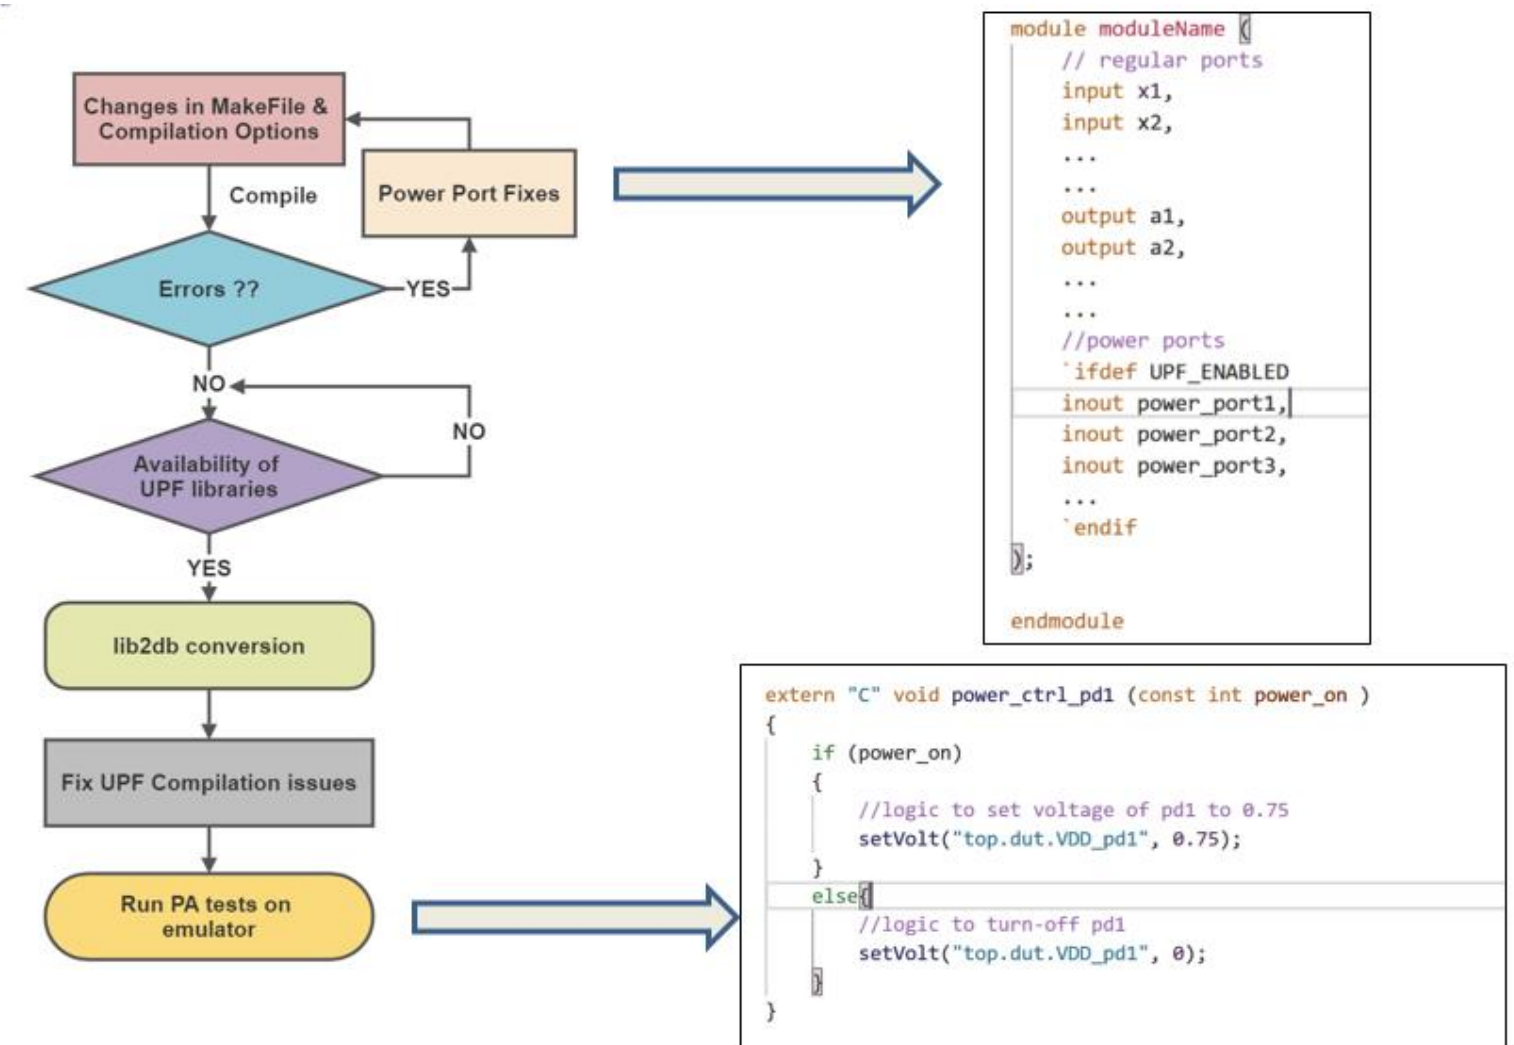 Changes in MakeFile &
Compilation Options
Compile
Power Port Fixes
Errors ??
YES
NO
NO
Availability of
UPF libraries
YES
lib2db conversion
Fix UPF Compilation issues
Run PA tests on
emulator
module moduleName (
// regular ports
input x1,
input x2,
...
...
output a1,
output a2,
...
...
//power ports
`ifdef UPF_ENABLED
inout power_port1,
inout power_port2,
inout power_port3,
...
`endif
);
endmodule
extern "C" void power_ctrl_pd1 (const int power_on )
{
if (power_on)
{
//logic to set voltage of pd1 to 0.75
setVolt("top.dut.VDD_pd1", 0.75);
}
else{
//logic to turn-off pd1
setVolt("top.dut.VDD_pd1", 0);
}
}